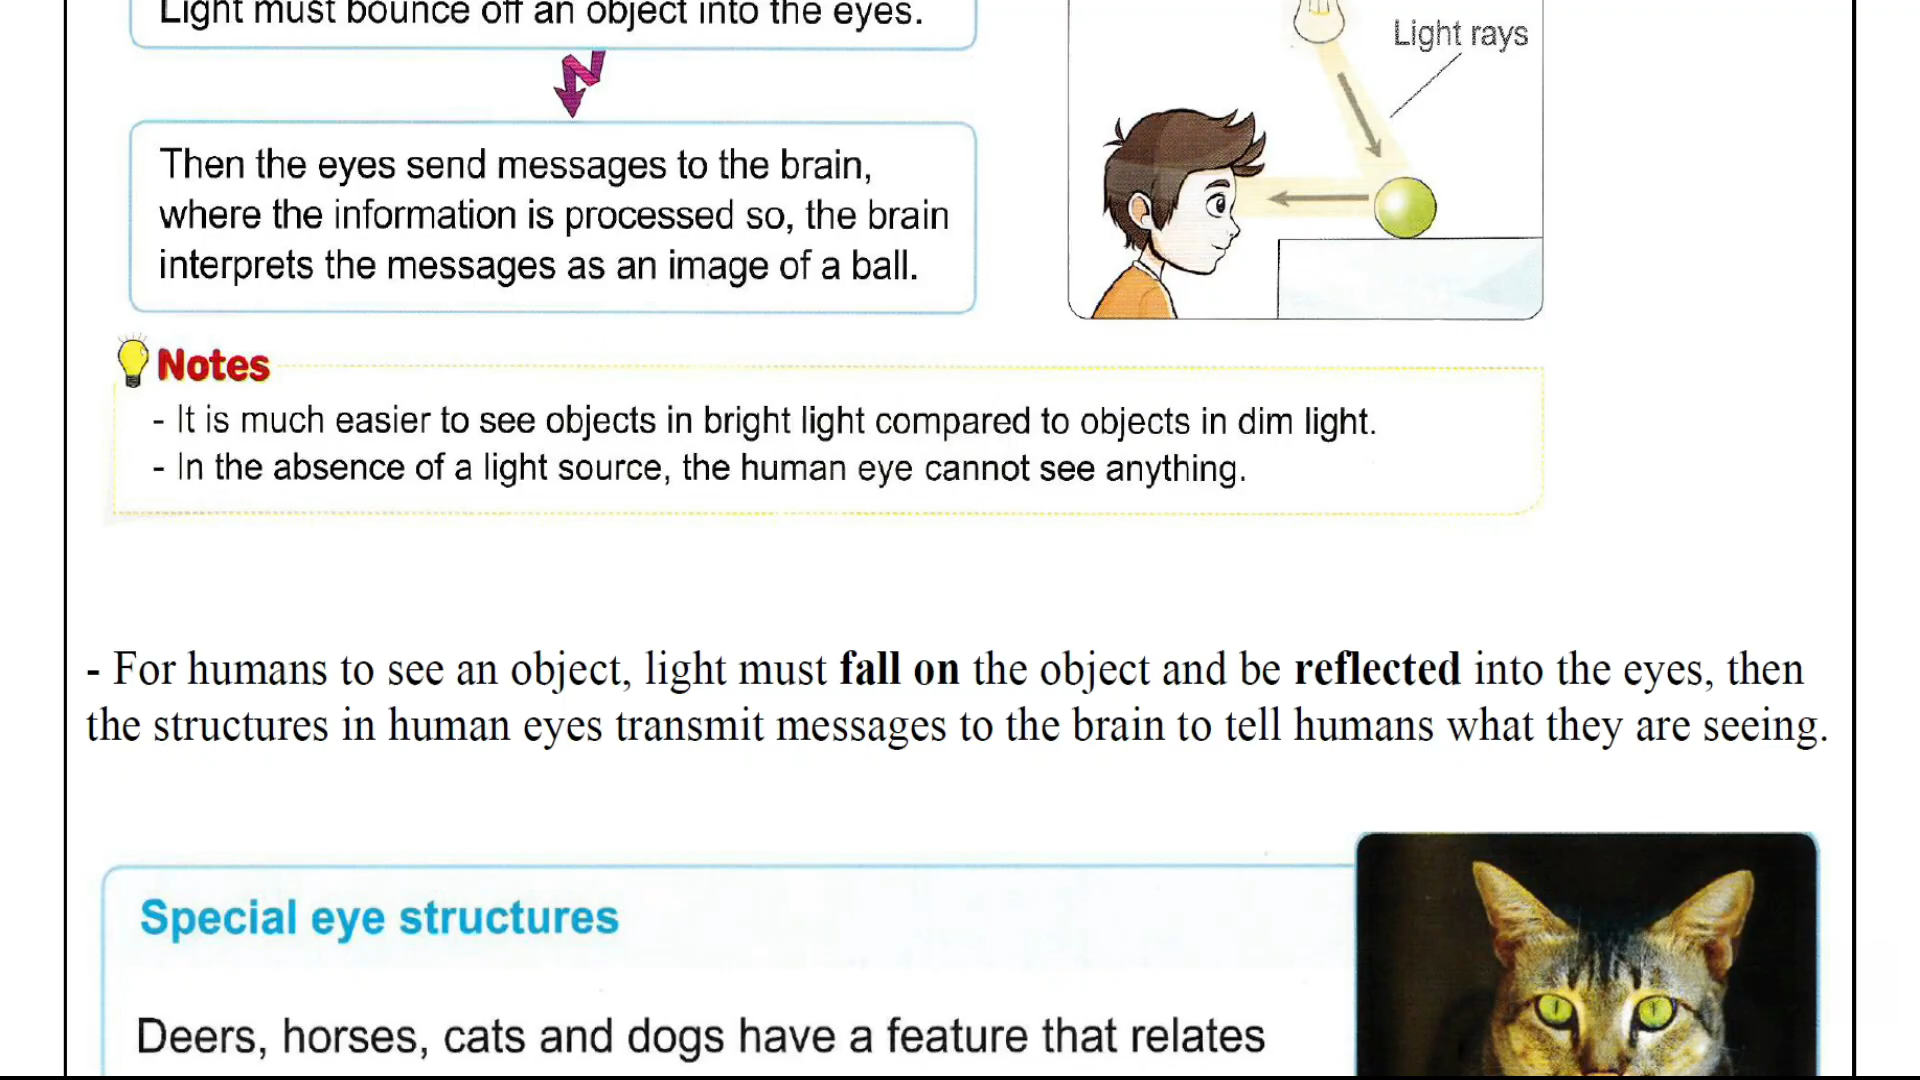 Light must bounce off an object into the eyes.
Light rays
Then the eyes send messages to the brain,
where the information is processed so, the brain
interprets the messages as an image of a ball.
Notes
- It is much easier to see objects in bright light compared to objects in dim light.
- In the absence of a light source, the human eye cannot see anything.
- For humans to see an object, light must fall on the object and be reflected into the eyes, then
the structures in human eyes transmit messages to the brain to tell humans what they are seeing.
Special eye structures
Deers, horses, cats and dogs have a feature that relates